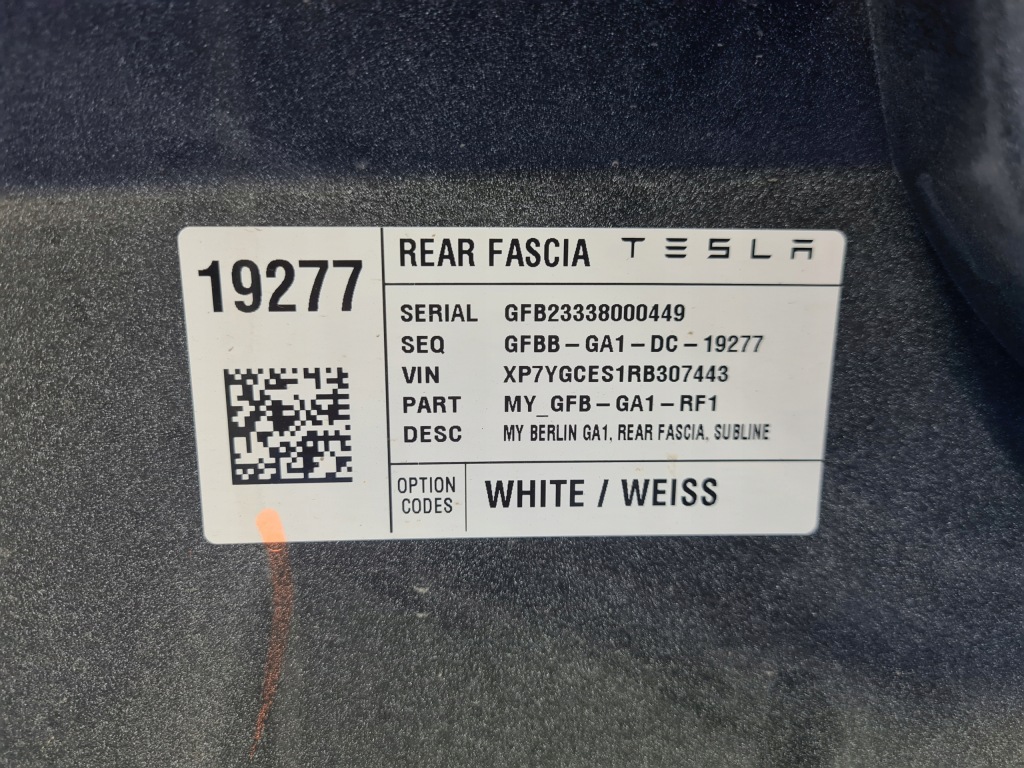 19277
REAR FASCIA TESLA
SERIAL GFB23338000449
SEQ GFBB-GA1-DC-19277
VIN XP7YGCES1RB307443
PART MY_GFB-GA1-RF1
DESC MY BERLIN GA1, REAR FASCIA, SUBLINE
OPTION CODES WHITE / WEISS